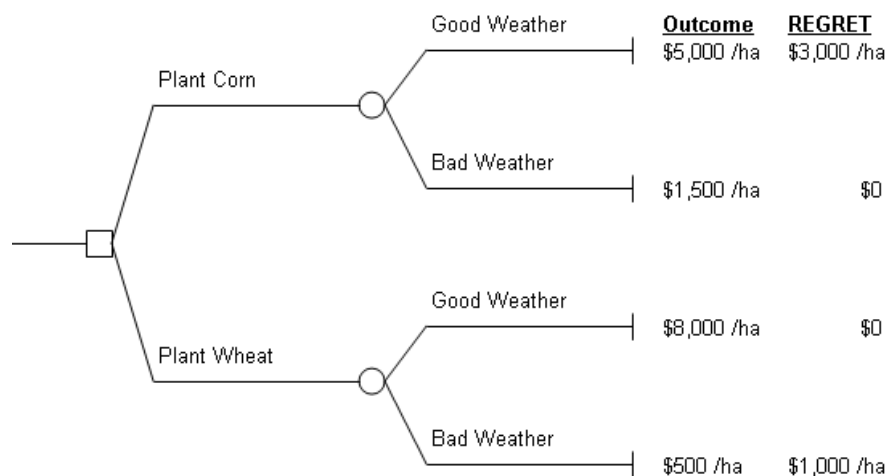 Good Weather
Outcome REGRET
$5,000 /ha $3,000 /ha
Plant Corn
Bad Weather
$1,500 /ha $0
Good Weather
$8,000 /ha $0
Plant Wheat
Bad Weather
$500 /ha $1,000 /ha